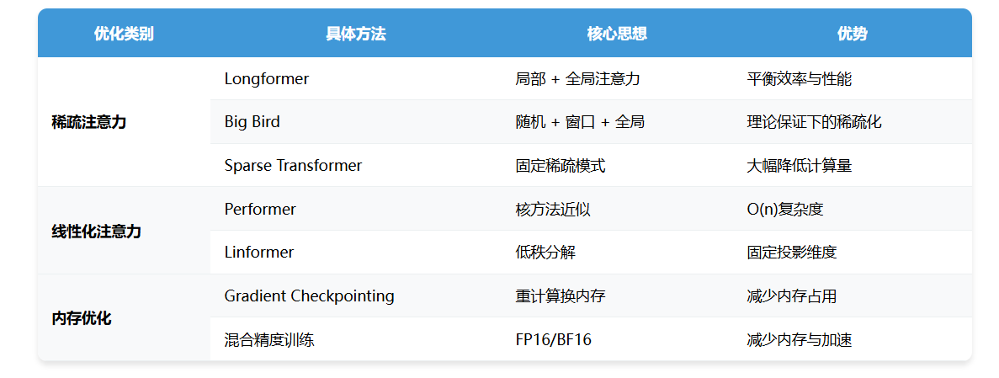 优化类别 具体方法 核心思想 优势
稀疏注意力 Longformer 局部 + 全局注意力 平衡效率与性能
Big Bird 随机 + 窗口 + 全局 理论保证下的稀疏化
Sparse Transformer 固定稀疏模式 大幅降低计算量
线性化注意力 Performer 核方法近似 O(n)复杂度
Linformer 低秩分解 固定投影维度
内存优化 Gradient Checkpointing 重计算换内存 减少内存占用
混合精度训练 FP16/BF16 减少内存与加速